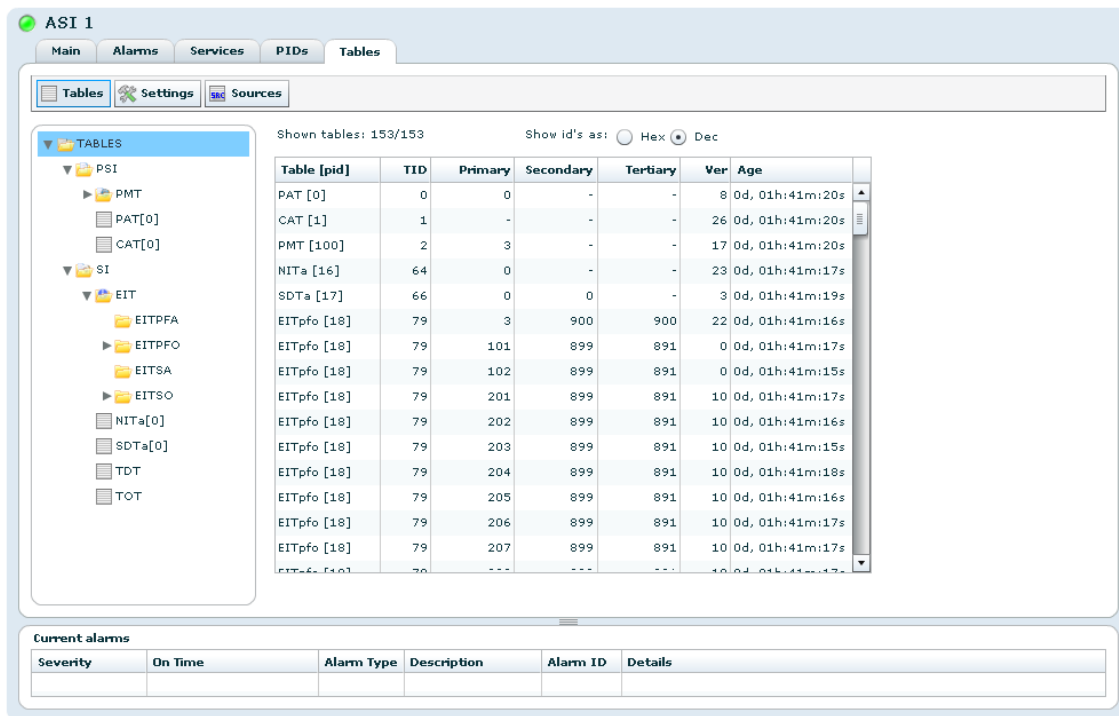 ASI 1
Main Alarms Services PIDs Tables
Tables Settings SRC Sources
TABLES
PSI
PMT
PAT[0]
CAT[0]
SI
EIT
EITPFA
EITPFO
EITSA
EITSO
NITa[0]
SDTa[0]
TDT
TOT
Shown tables: 153/153 Show id's as: Hex Dec
Table [pid] TID Primary Secondary Tertiary Ver Age
PAT [0] 0 0 - - 8 0d, 01h:41m:20s
CAT [1] 1 - - - 26 0d, 01h:41m:20s
PMT [100] 2 3 - - 17 0d, 01h:41m:20s
NITa [16] 64 0 - - 23 0d, 01h:41m:17s
SDTa [17] 66 0 0 - 3 0d, 01h:41m:19s
EITpfo [18] 79 3 900 900 22 0d, 01h:41m:16s
EITpfo [18] 79 101 899 891 0 0d, 01h:41m:17s
EITpfo [18] 79 102 899 891 0 0d, 01h:41m:15s
EITpfo [18] 79 201 899 891 10 0d, 01h:41m:17s
EITpfo [18] 79 202 899 891 10 0d, 01h:41m:16s
EITpfo [18] 79 203 899 891 10 0d, 01h:41m:15s
EITpfo [18] 79 204 899 891 10 0d, 01h:41m:18s
EITpfo [18] 79 205 899 891 10 0d, 01h:41m:16s
EITpfo [18] 79 206 899 891 10 0d, 01h:41m:17s
EITpfo [18] 79 207 899 891 10 0d, 01h:41m:17s
Current alarms
Severity On Time Alarm Type Description Alarm ID Details